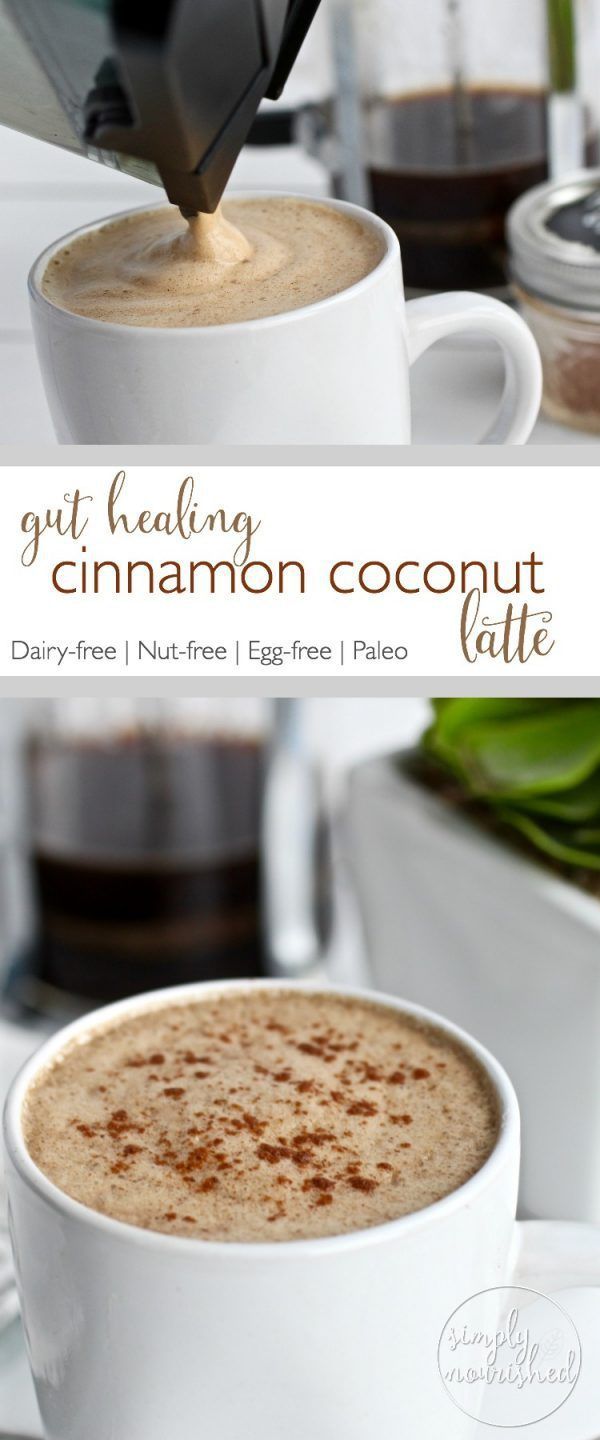 gut healing
cinnamon coconut
latte
Dairy-free | Nut-free | Egg-free | Paleo
simply
nourished